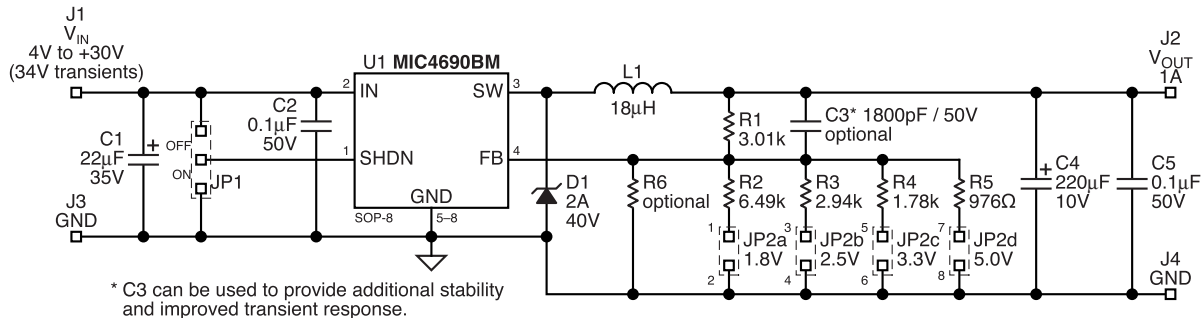 J1
VIN
4V to +30V
(34V transients)
U1 MIC4690BM
2
IN
SW
3
L1
18µH
J2
VOUT
1A
C1
22µF
35V
+
OFF
ON
JP1
C2
0.1µF
50V
1
SHDN
FB
4
GND
SOP-8
5–8
R1
3.01k
C3* 1800pF / 50V
optional
D1
2A
40V
R6
optional
R2
6.49k
R3
2.94k
R4
1.78k
R5
976Ω
+
C4
220µF
10V
C5
0.1µF
50V
J3
GND
1
JP2a
1.8V
2
3
JP2b
2.5V
4
5
JP2c
3.3V
6
7
JP2d
5.0V
8
J4
GND
* C3 can be used to provide additional stability
and improved transient response.